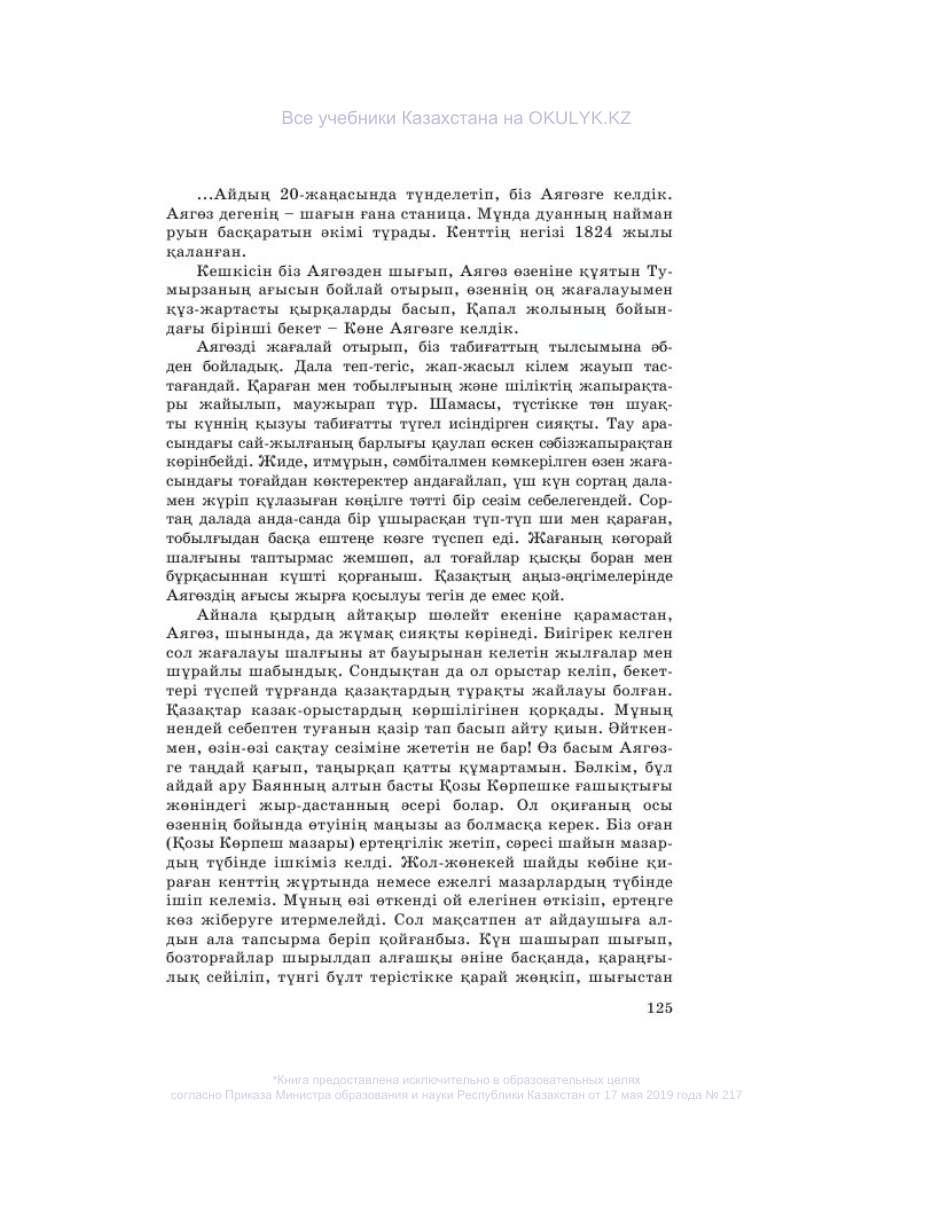 Все учебники Казахстана на OKULYK.KZ
...Айдың 20-жаңасында түнделетіп, біз Аягөзге келдік.
Аягөз дегенің – шағын ғана станица. Мұнда дуанның найман
руын басқаратын әкімі тұрады. Кенттің негізі 1824 жылы
қаланған.
Кешкісін біз Аягөзден шығып, Аягөз өзеніне құятын Ту-
мырзаның ағысын бойлай отырып, өзеннің оң жағалауымен
құз-жартасты қырқаларды басып, Қапал жолының бойын-
дағы бірінші бекет – Көне Аягөзге келдік.
Аягөзді жағалай отырып, біз табиғаттың тылсымына әб-
ден бойладық. Дала теп-тегіс, жап-жасыл кілем жауып тас-
тағандай. Қараған мен тобылғының және шіліктің жапырақта-
ры жайылып, маужырап тұр. Шамасы, түстікке тән шуақ-
ты күннің қызуы табиғатты түгел исіндірген сияқты. Тау ара-
сындағы сай-жылғаның барлығы қаулап өскен сәбізжапырақтан
көрінбейді. Жиде, итмұрын, сәмбіталмен көмкерілген өзен жаға-
сындағы тоғайдан көктеректер андағайлап, үш күн сортаң дала-
мен жүріп құлазыған көңілге тәтті бір сезім себелегендей. Сор-
таң далада анда-санда бір ұшырасқан түп-түп ши мен қараған,
тобылғыдан басқа ештеңе көзге түспеп еді. Жағаның көгорай
шалғыны таптырмас жемшөп, ал тоғайлар қысқы боран мен
бұрқасыннан күшті қорғаныш. Қазақтың аңыз-әңгімелерінде
Аягөздің ағысы жырға қосылуы тегін де емес қой.
Айнала қырдың айтақыр шөлейт екеніне қарамастан,
Аягөз, шынында, да жұмақ сияқты көрінеді. Биігірек келген
сол жағалауы шалғыны ат бауырынан келетін жылғалар мен
шұрайлы шабындық. Сондықтан да ол орыстар келіп, бекет-
тері түспей тұрғанда қазақтардың тұрақты жайлауы болған.
Қазақтар казак-орыстардың көршілігінен қорқады. Мұның
нендей себептен туғанын қазір тап басып айту қиын. Әйткен-
мен, өзін-өзі сақтау сезіміне жететін не бар! Өз басым Аягөз-
ге таңдай қағып, таңырқап қатты құмартамын. Бәлкім, бұл
айдай ару Баянның алтын басты Қозы Көрпешке ғашықтығы
жөніндегі жыр-дастанның әсері болар. Ол оқиғаның осы
өзеннің бойында өтуінің маңызы аз болмасқа керек. Біз оған
(Қозы Көрпеш мазары) ертеңгілік жетіп, сәресі шайын мазар-
дың түбінде ішкіміз келді. Жол-жөнекей шайды көбіне қи-
раған кенттің жұртында немесе ежелгі мазарлардың түбінде
ішіп келеміз. Мұның өзі өткенді ой елегінен өткізіп, ертеңге
көз жіберуге итермелейді. Сол мақсатпен ат айдаушыға ал-
дын ала тапсырма беріп қойғанбыз. Күн шашырап шығып,
бозторғайлар шырылдап алғашқы әніне басқанда, қараңғы-
лық сейіліп, түнгі бұлт терістікке қарай жөңкіп, шығыстан
125
*Книга предоставлена исключительно в образовательных целях
согласно Приказа Министра образования и науки Республики Казахстан от 17 мая 2019 года № 217